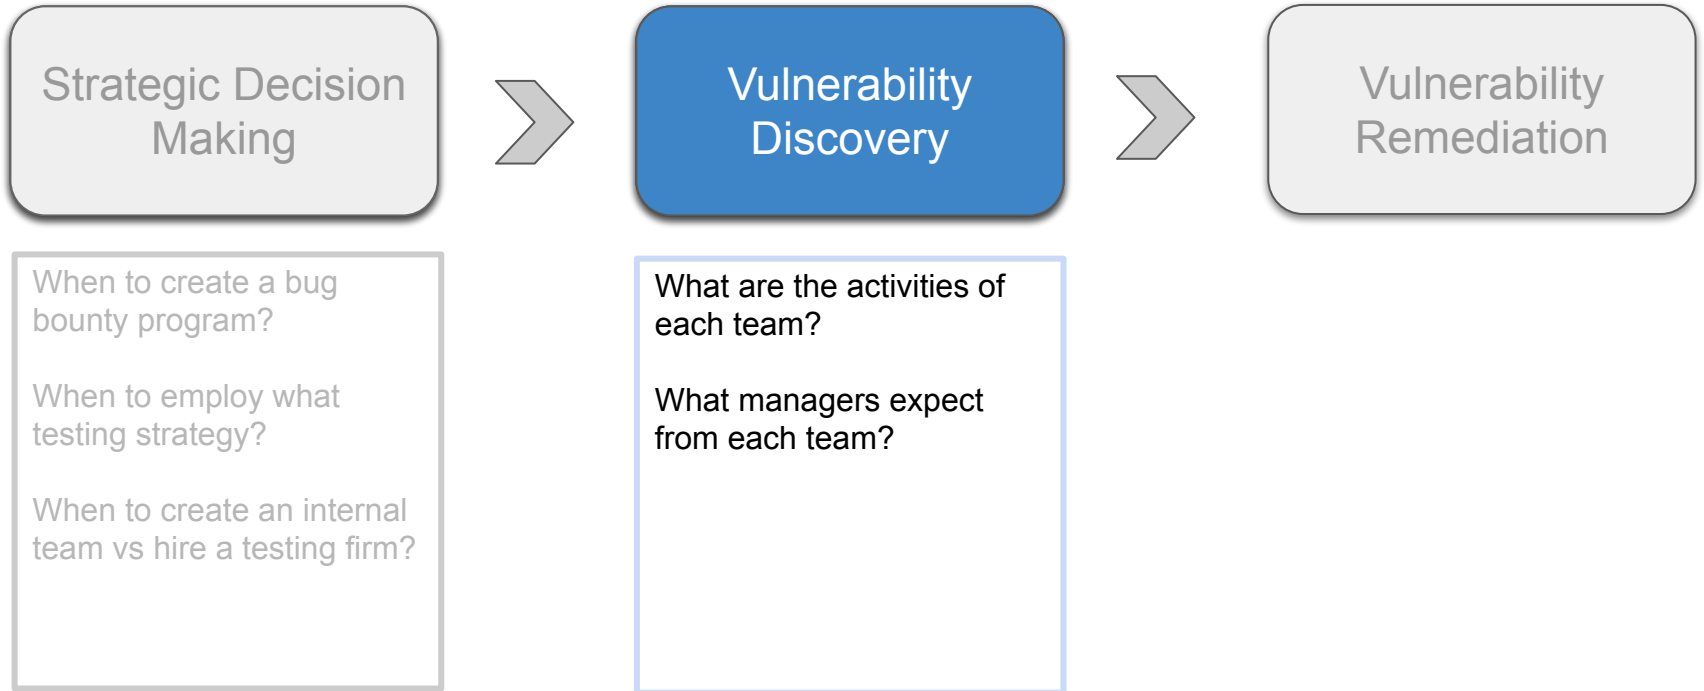 Strategic Decision
Making
Vulnerability
Discovery
Vulnerability
Remediation
When to create a bug
bounty program?
When to employ what
testing strategy?
When to create an internal
team vs hire a testing firm?
What are the activities of
each team?
What managers expect
from each team?